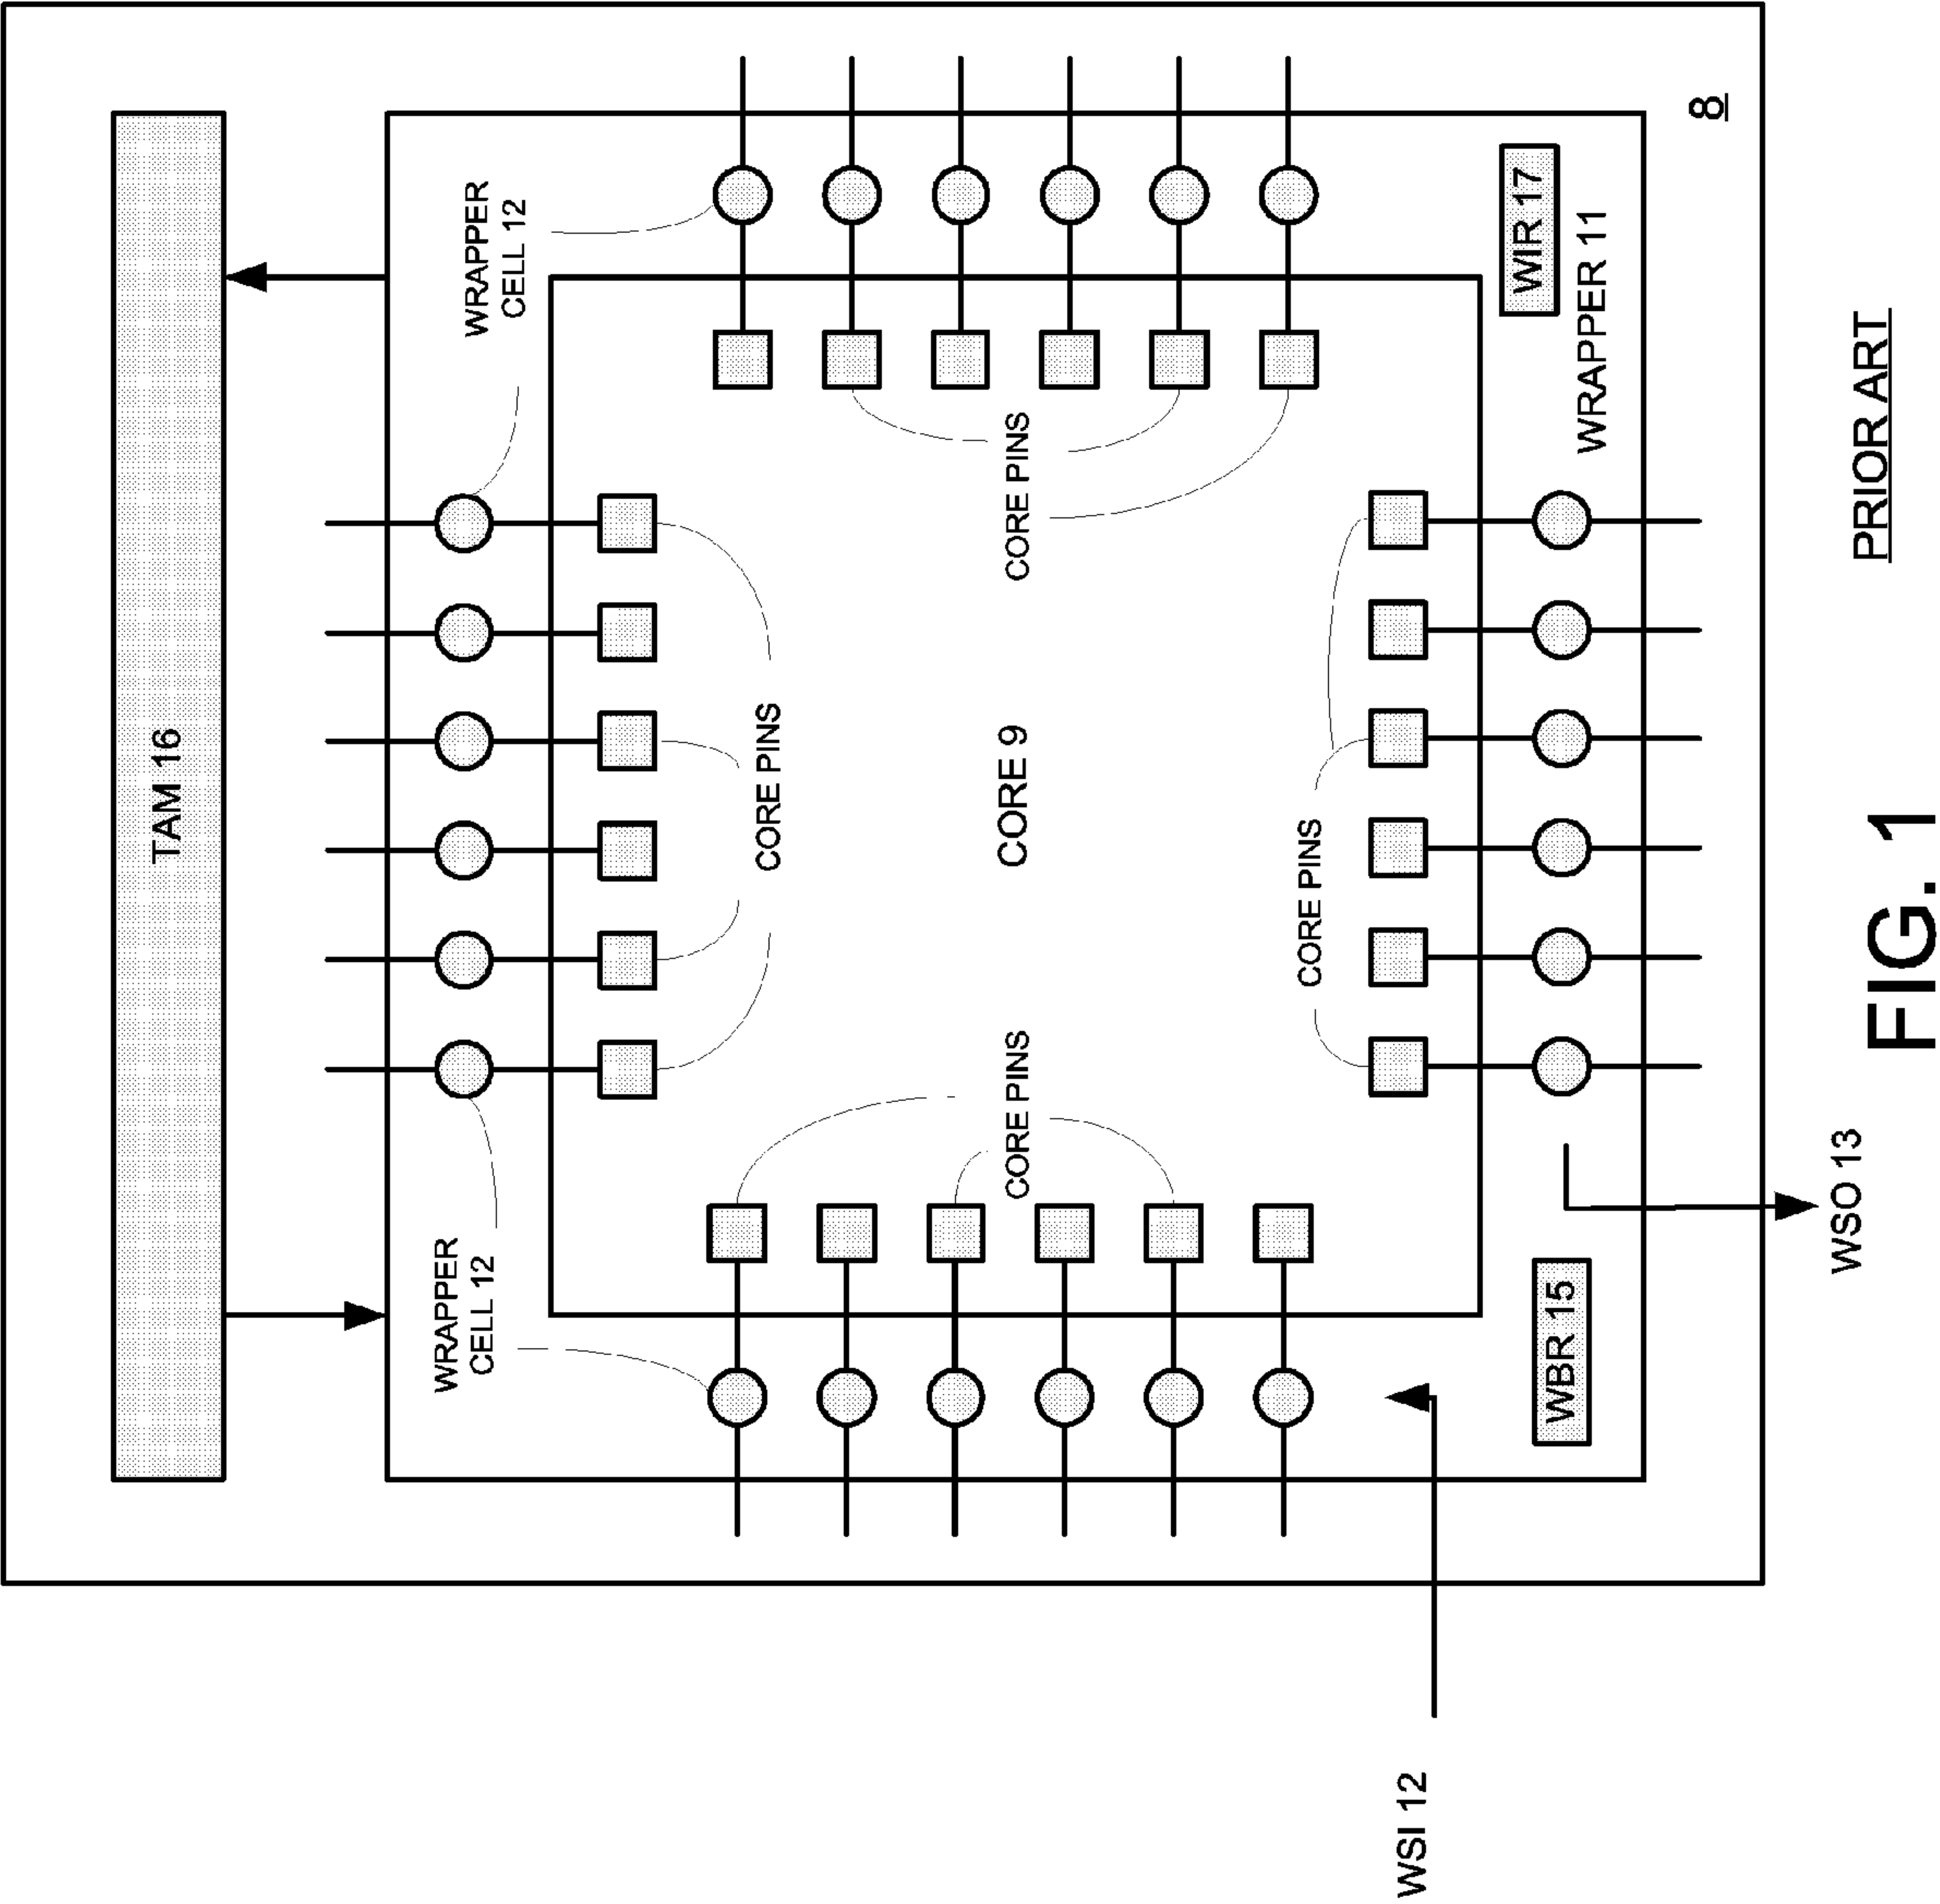 TAM 16
WRAPPER
CELL 12
WRAPPER
CELL 12
CORE PINS
CORE PINS
CORE 9
CORE PINS
CORE PINS
WSI 12
WBR 15
WIR 17
WRAPPER 11
8
WSO 13
PRIOR ART
FIG. 1